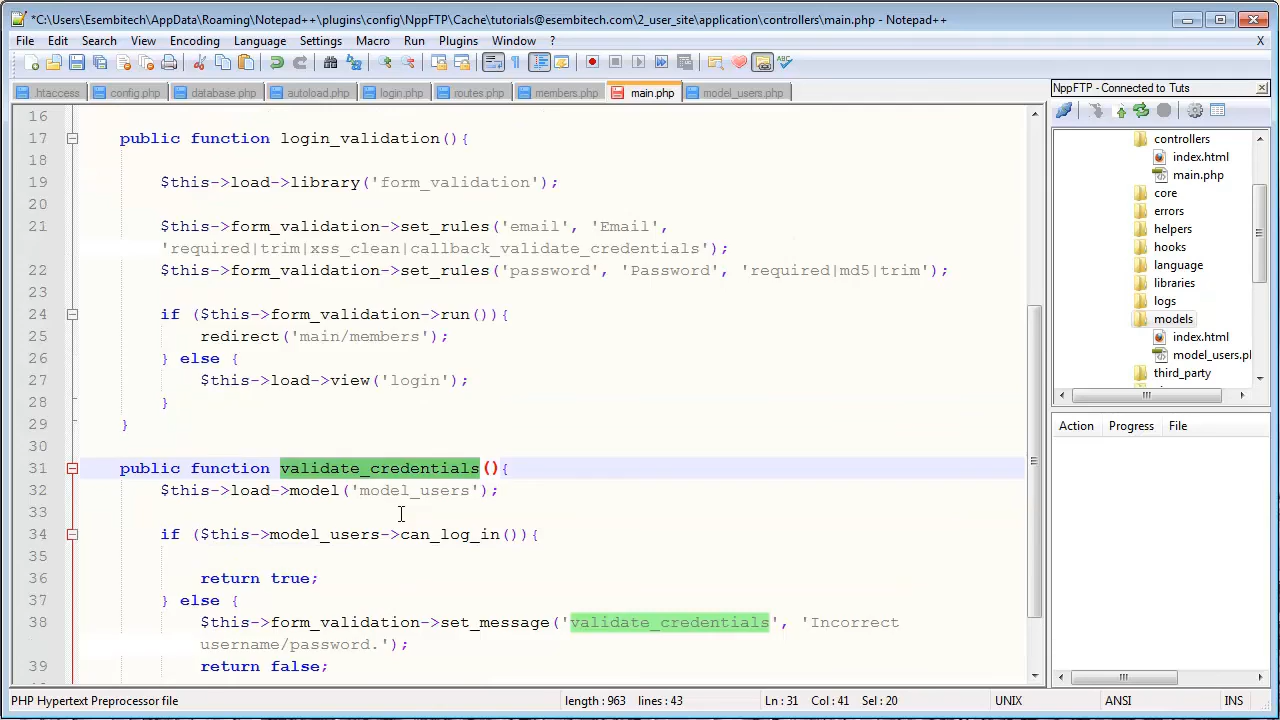 *C:\Users\Esembitech\AppData\Roaming\Notepad++\plugins\config\NppFTP\Cache\tutorials@esembitech.com\2_user_site\application\controllers\main.php - Notepad++
File Edit Search View Encoding Language Settings Macro Run Plugins Window ? X
.htaccess config.php database.php autoload.php login.php routes.php members.php main.php model_users.php
NppFTP - Connected to Tuts
16
17 public function login_validation(){
18
19 $this->load->library('form_validation');
20
21 $this->form_validation->set_rules('email', 'Email',
'required|trim|xss_clean|callback_validate_credentials');
22 $this->form_validation->set_rules('password', 'Password', 'required|md5|trim');
23
24 if ($this->form_validation->run()){
25 redirect('main/members');
26 } else {
27 $this->load->view('login');
28 }
29 }
30
31 public function validate_credentials(){
32 $this->load->model('model_users');
33
34 if ($this->model_users->can_log_in()){
35
36 return true;
37 } else {
38 $this->form_validation->set_message('validate_credentials', 'Incorrect
username/password.');
39 return false;
controllers
index.html
main.php
core
errors
helpers
hooks
language
libraries
logs
models
index.html
model_users.pl
third_party
Action Progress File
PHP Hypertext Preprocessor file length : 963 lines : 43 Ln : 31 Col : 41 Sel : 20 UNIX ANSI INS